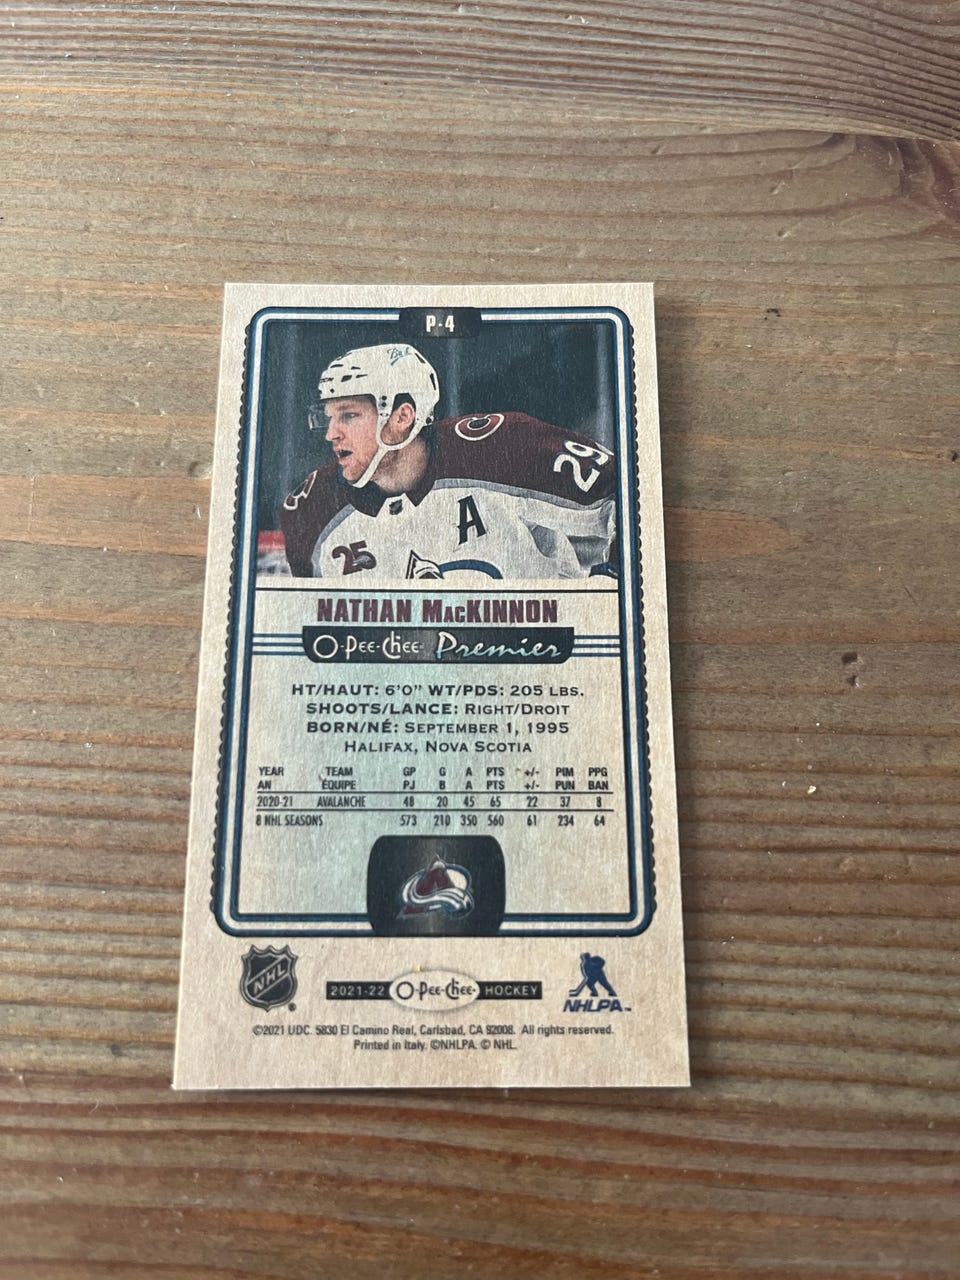 P-4
29
A
25
NATHAN MacKINNON
O-Pee-Chee Premier
HT/HAUT: 6'0" WT/PDS: 205 LBS.
SHOOTS/LANCE: RIGHT/DROIT
BORN/NÉ: SEPTEMBER 1, 1995
HALIFAX, NOVA SCOTIA
YEAR TEAM GP G A PTS +/- PIM PPG
AN ÉQUIPE PJ B A PTS +/- PUN BAN
2020-21 AVALANCHE 48 20 45 65 22 37 8
8 NHL SEASONS 573 210 350 560 61 234 64
NHL
2021-22 O-Pee-Chee HOCKEY
NHLPA™
©2021 UDC. 5830 El Camino Real, Carlsbad, CA 92008. All rights reserved.
Printed in Italy. ©NHLPA. © NHL.